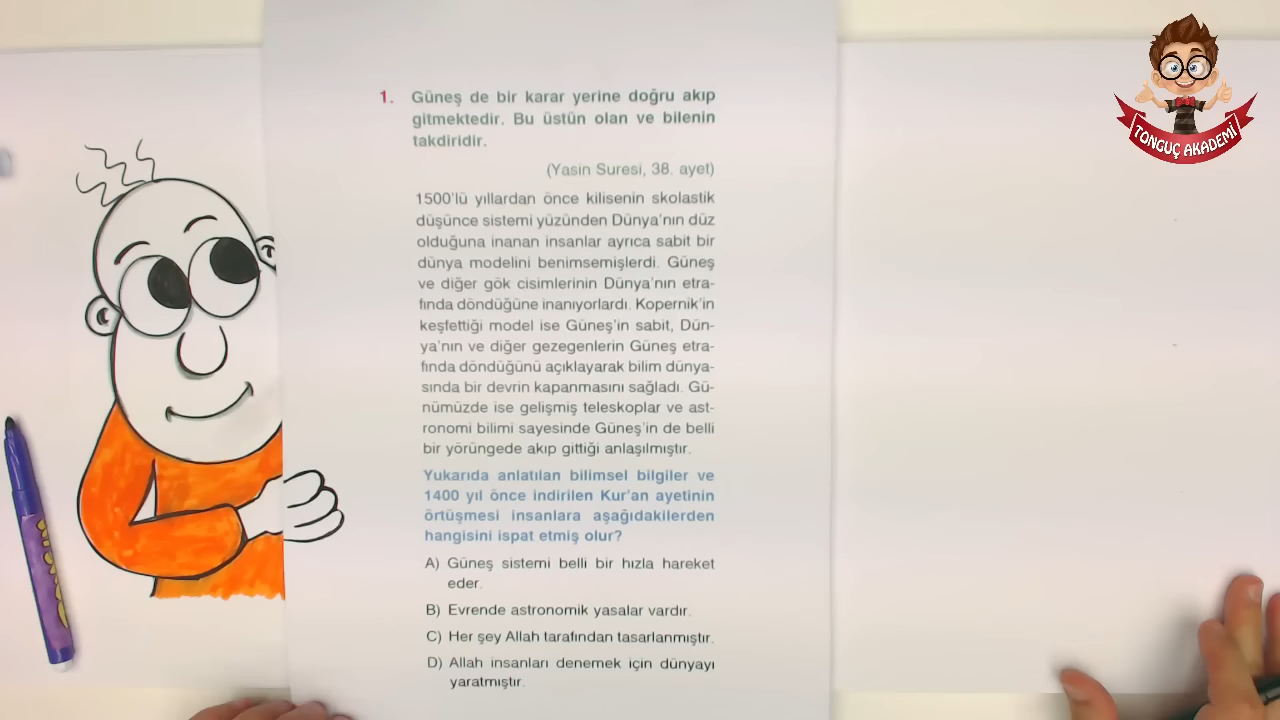 1. Güneş de bir karar yerine doğru akıp
gitmektedir. Bu üstün olan ve bilenin
takdiridir.
(Yasin Suresi, 38. ayet)
1500'lü yıllardan önce kilisenin skolastik
düşünce sistemi yüzünden Dünya'nın düz
olduğuna inanan insanlar ayrıca sabit bir
dünya modelini benimsemişlerdi. Güneş
ve diğer gök cisimlerinin Dünya'nın etra-
fında döndüğüne inanıyorlardı. Kopernik'in
keşfettiği model ise Güneş'in sabit, Dün-
ya'nın ve diğer gezegenlerin Güneş etra-
fında döndüğünü açıklayarak bilim dünya-
sında bir devrin kapanmasını sağladı. Gü-
nümüzde ise gelişmiş teleskoplar ve ast-
ronomi bilimi sayesinde Güneş'in de belli
bir yörüngede akıp gittiği anlaşılmıştır.
Yukarıda anlatılan bilimsel bilgiler ve
1400 yıl önce indirilen Kur'an ayetinin
örtüşmesi insanlara aşağıdakilerden
hangisini ispat etmiş olur?
A) Güneş sistemi belli bir hızla hareket
eder.
B) Evrende astronomik yasalar vardır.
C) Her şey Allah tarafından tasarlanmıştır.
D) Allah insanları denemek için dünyayı
yaratmıştır.
TONGUÇ AKADEMİ